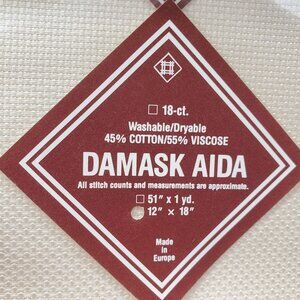 ☐ 18-ct.
Washable/Dryable
45% COTTON/55% VISCOSE
DAMASK AIDA
All stitch counts and measurements are approximate.
☐ 51" x 1 yd.
12" × 18"
Made
in
Europe